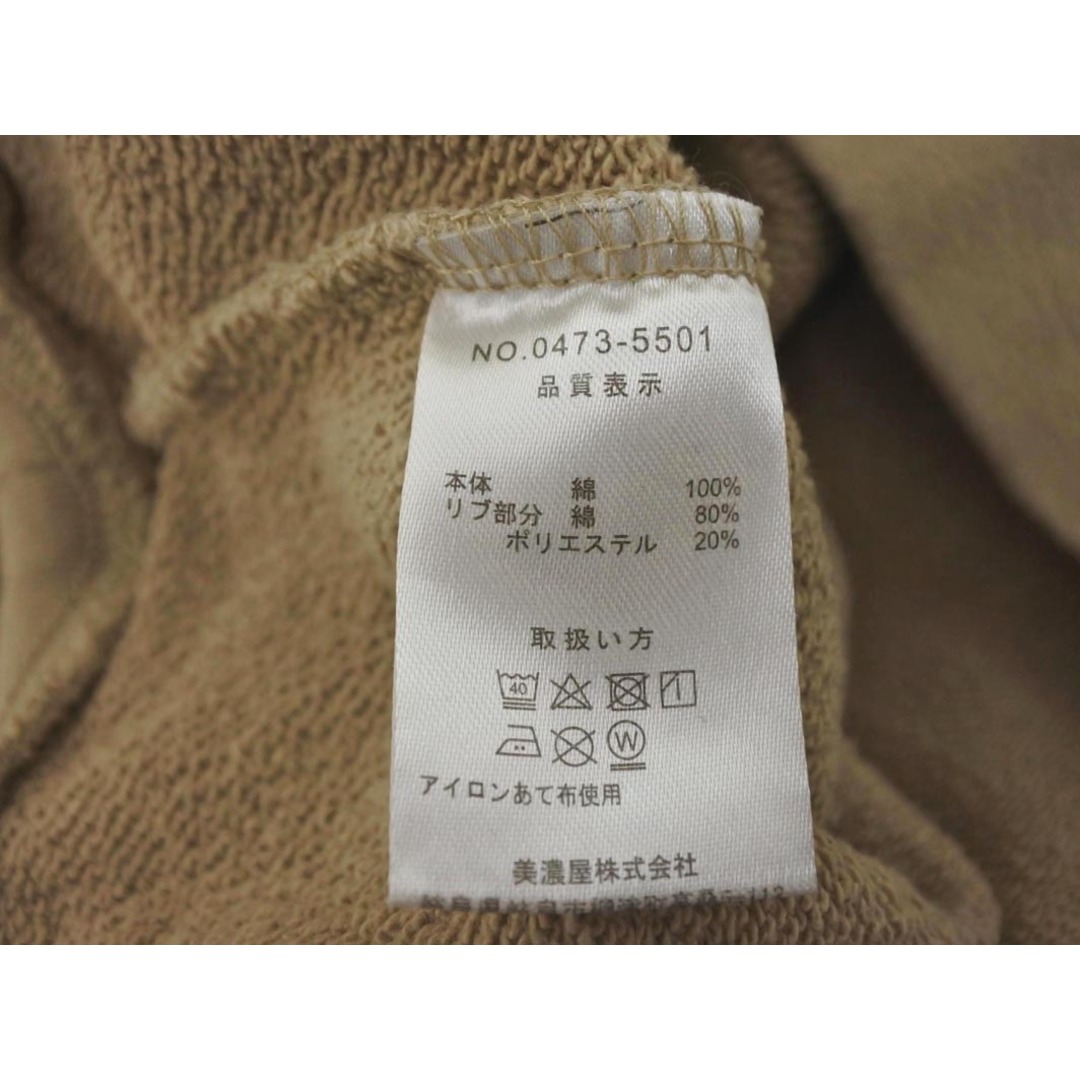 NO.0473-5501
品質表示
本体 綿 100%
リブ部分 綿 80%
ポリエステル 20%
取扱い方
40
W
アイロンあて布使用
美濃屋株式会社